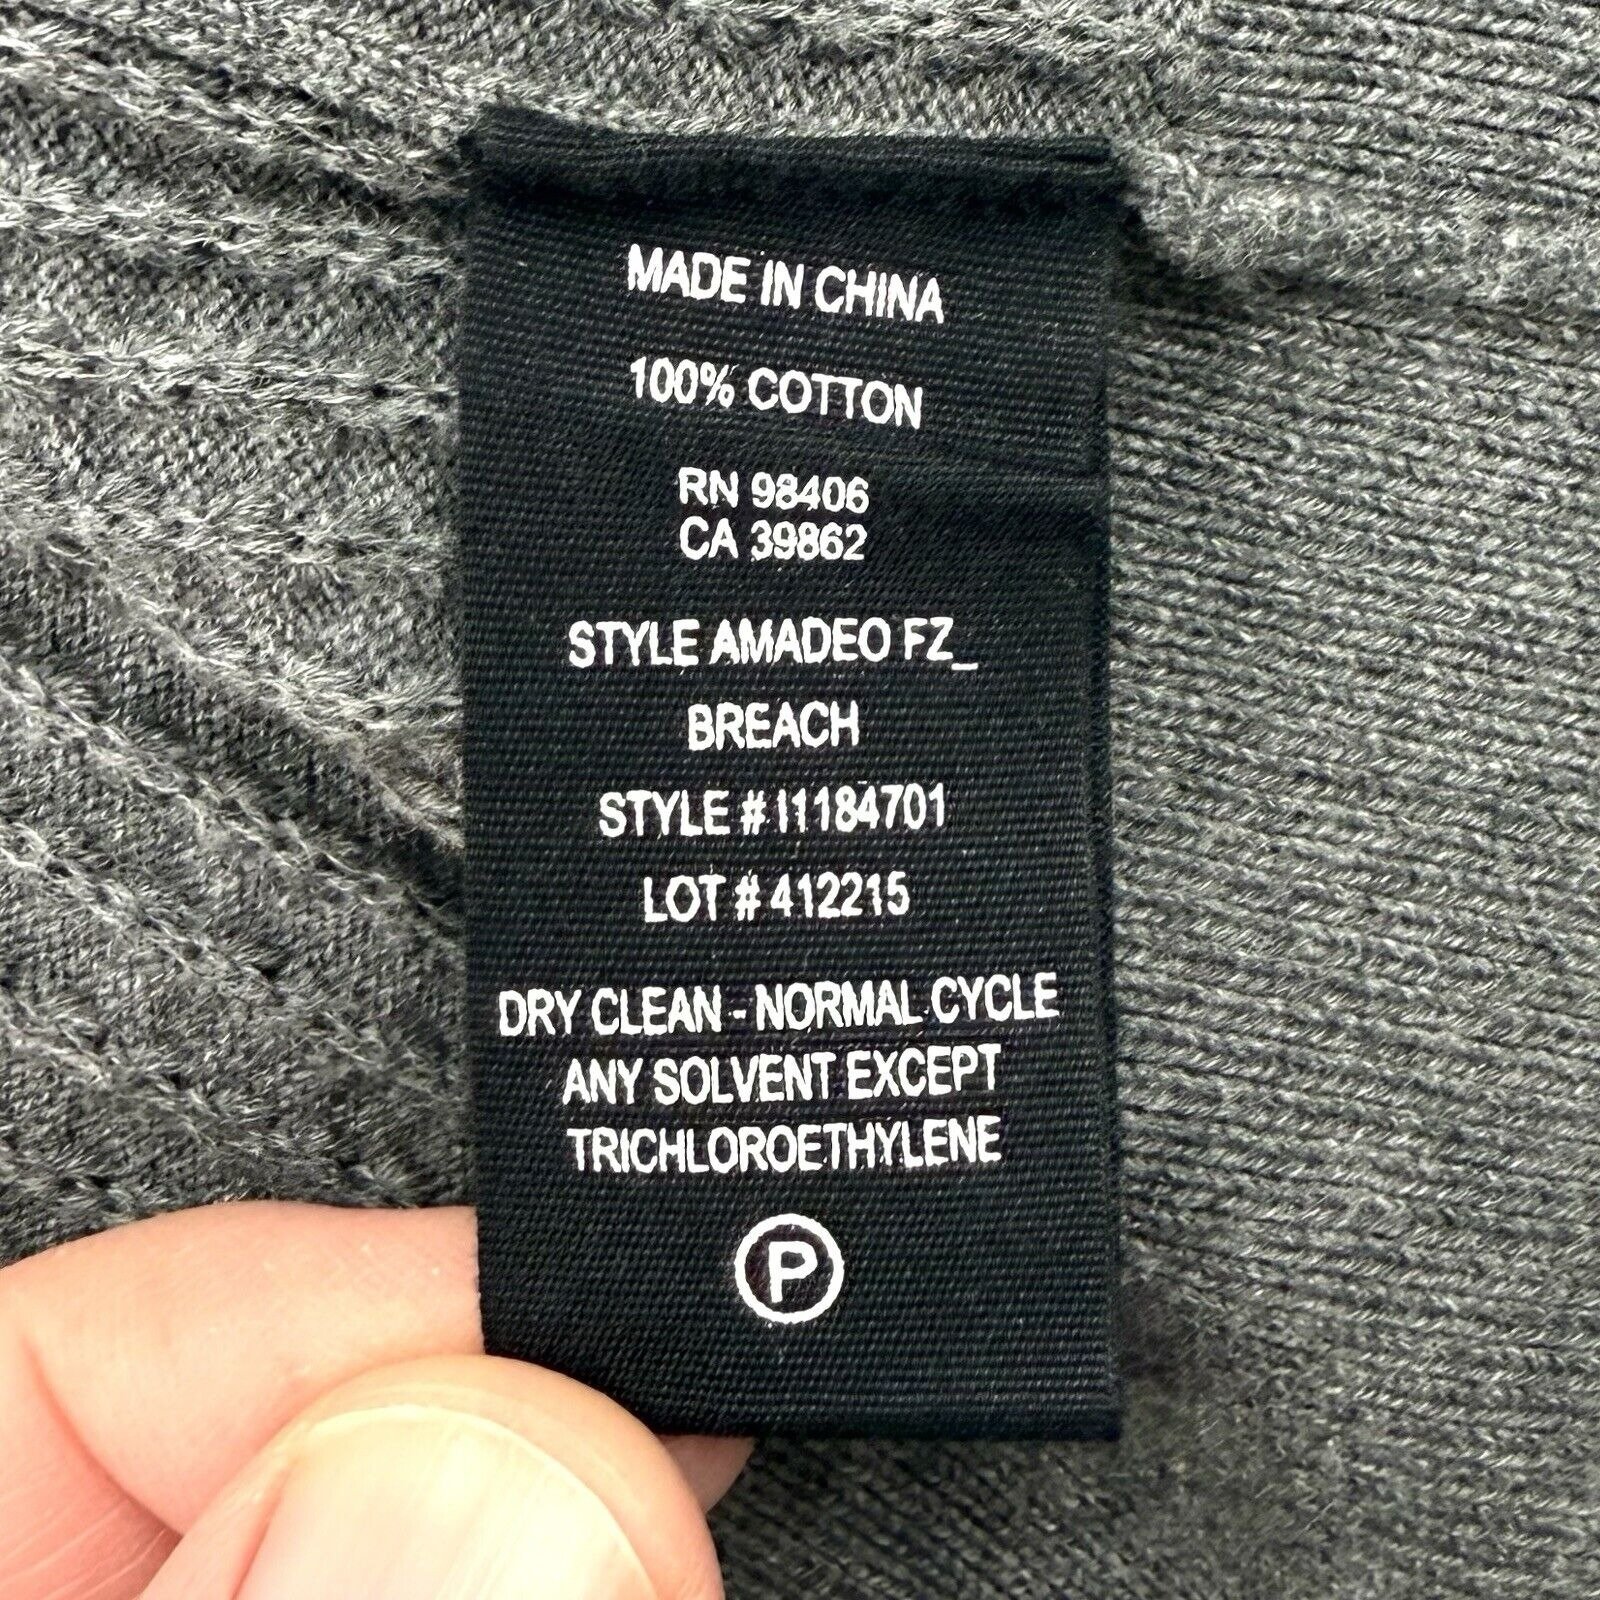 MADE IN CHINA
100% COTTON
RN 98406
CA 39862
STYLE AMADEO FZ_
BREACH
STYLE # I1184701
LOT # 412215
DRY CLEAN - NORMAL CYCLE
ANY SOLVENT EXCEPT
TRICHLOROETHYLENE
P